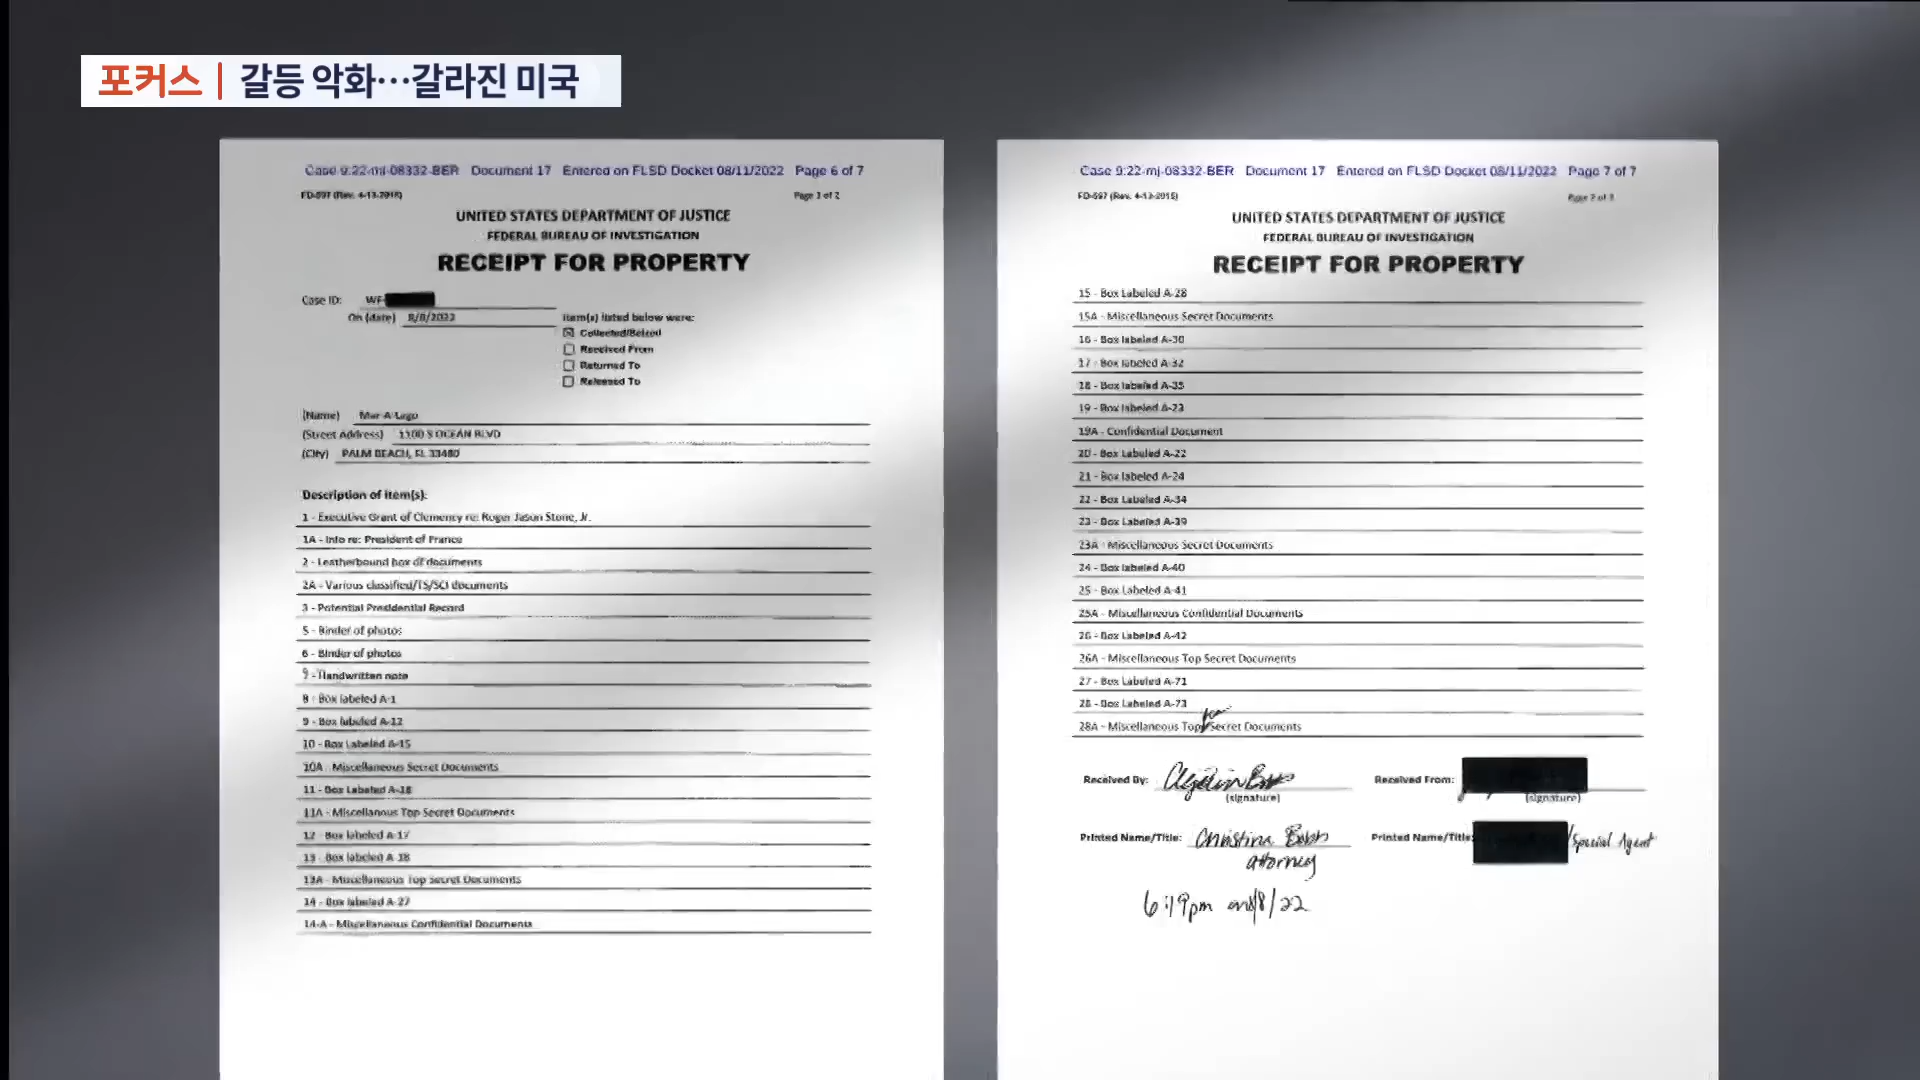 포커스 | 갈등 악화…갈라진 미국
Case 9:22-mj-08332-BER Document 17 Entered on FLSD Docket 08/11/2022 Page 6 of 7
FD-597 (Rev. 4-13-2015)
Page 1 of 2
UNITED STATES DEPARTMENT OF JUSTICE
FEDERAL BUREAU OF INVESTIGATION
RECEIPT FOR PROPERTY
Case ID: WF-
On (date) 8/8/2022
item(s) listed below were:
Collected/Seized
Received From
Returned To
Released To
(Name) Mar-A-Lago
(Street Address) 1100 S OCEAN BLVD
(City) PALM BEACH, FL 33480
Description of item(s):
1 - Executive Grant of Clemency re: Roger Jason Stone, Jr.
1A - Info re: President of France
2 - Leatherbound box of documents
2A - Various classified/TS/SCI documents
3 - Potential Presidential Record
5 - Binder of photos
6 - Binder of photos
7 - Handwritten note
8 - Box labeled A-1
9 - Box labeled A-12
10 - Box Labeled A-15
10A - Miscellaneous Secret Documents
11 - Box Labeled A-16
11A - Miscellanous Top Secret Documents
12 - Box labeled A-17
13 - Box labeled A-18
13A - Miscellaneous Top Secret Documents
14 - Box labeled A-27
14-A - Miscellaneous Confidential Documents
Case 9:22-mj-08332-BER Document 17 Entered on FLSD Docket 08/11/2022 Page 7 of 7
FD-597 (Rev. 4-13-2015)
Page 2 of 2
UNITED STATES DEPARTMENT OF JUSTICE
FEDERAL BUREAU OF INVESTIGATION
RECEIPT FOR PROPERTY
15 - Box Labeled A-28
15A - Miscellaneous Secret Documents
16 - Box labeled A-30
17 - Box labeled A-32
18 - Box labeled A-35
19 - Box labeled A-23
19A - Confidential Document
20 - Box Labeled A-22
21 - Box labeled A-24
22 - Box Labeled A-34
23 - Box Labeled A-39
23A - Miscellaneous Secret Documents
24 - Box labeled A-40
25 - Box Labeled A-41
25A - Miscellaneous Confidential Documents
26 - Box Labeled A-42
26A - Miscellaneous Top Secret Documents
27 - Box Labeled A-71
28 - Box Labeled A-73
28A - Miscellaneous Top Secret Documents
Received By:
Received From:
(signature)
(signature)
Printed Name/Title: Christina Bobb
Printed Name/Title: /Special Agent
attorney
6:19pm on 8/8/22